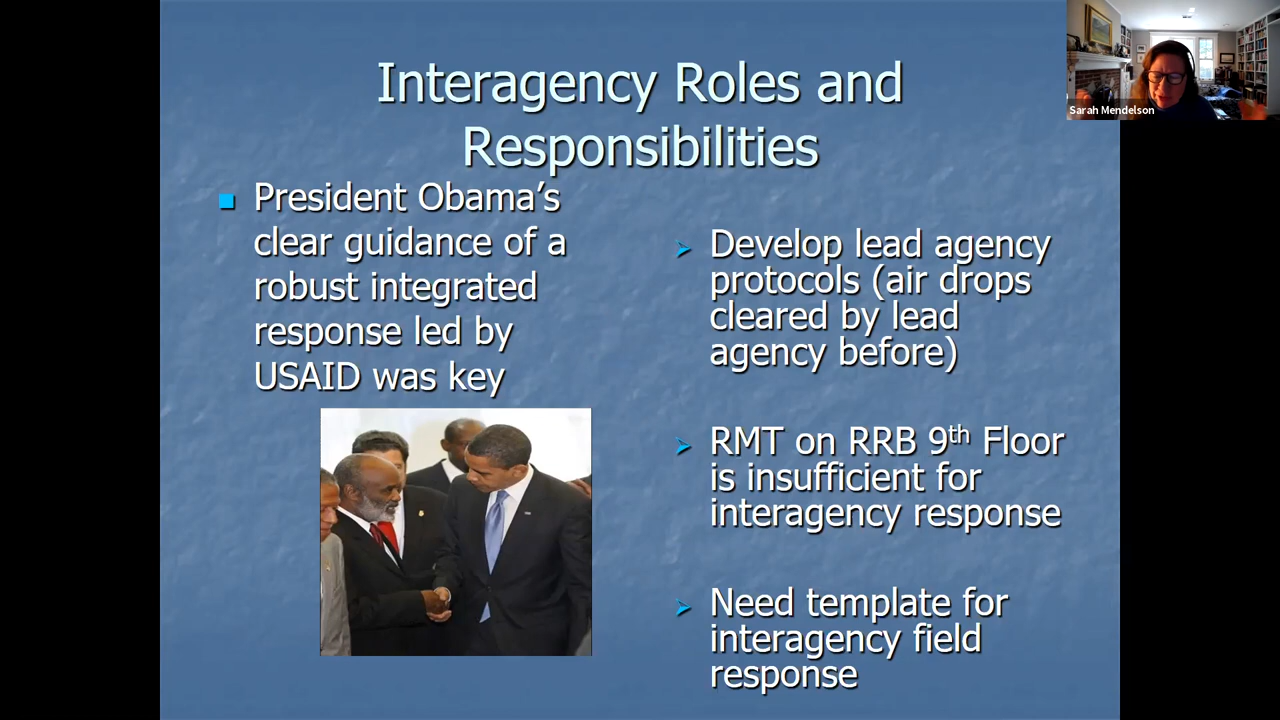 Interagency Roles and
Responsibilities
President Obama’s
clear guidance of a
robust integrated
response led by
USAID was key
Develop lead agency
protocols (air drops
cleared by lead
agency before)
RMT on RRB 9th Floor
is insufficient for
interagency response
Need template for
interagency field
response
Sarah Mendelson